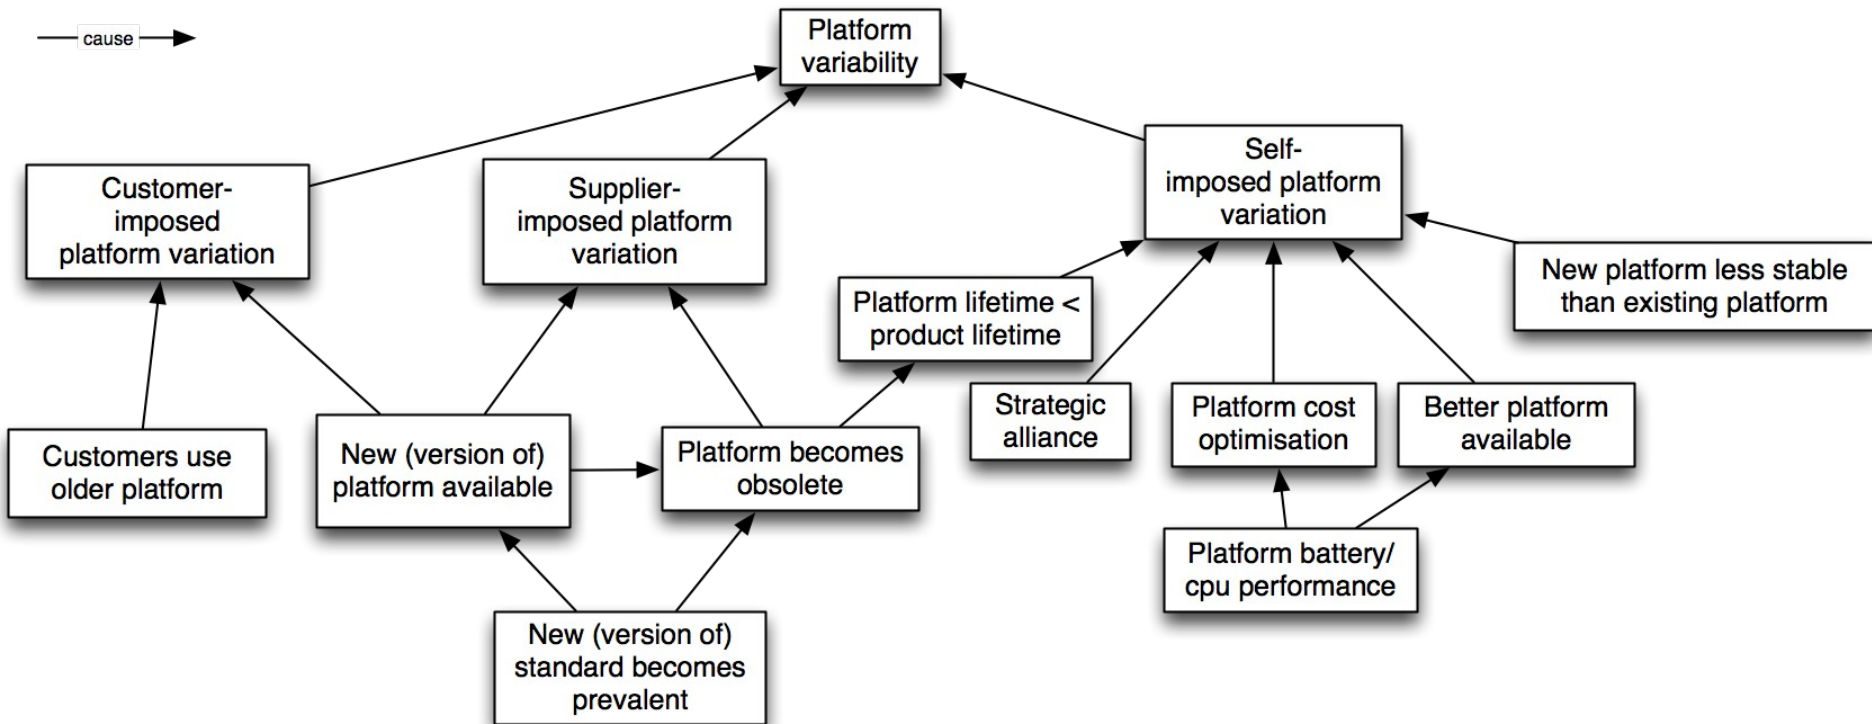 cause
Platform
variability
Customer-
imposed
platform variation
Supplier-
imposed platform
variation
Self-
imposed platform
variation
Platform lifetime <
product lifetime
New platform less stable
than existing platform
Customers use
older platform
New (version of)
platform available
Platform becomes
obsolete
Strategic
alliance
Platform cost
optimisation
Better platform
available
Platform battery/
cpu performance
New (version of)
standard becomes
prevalent